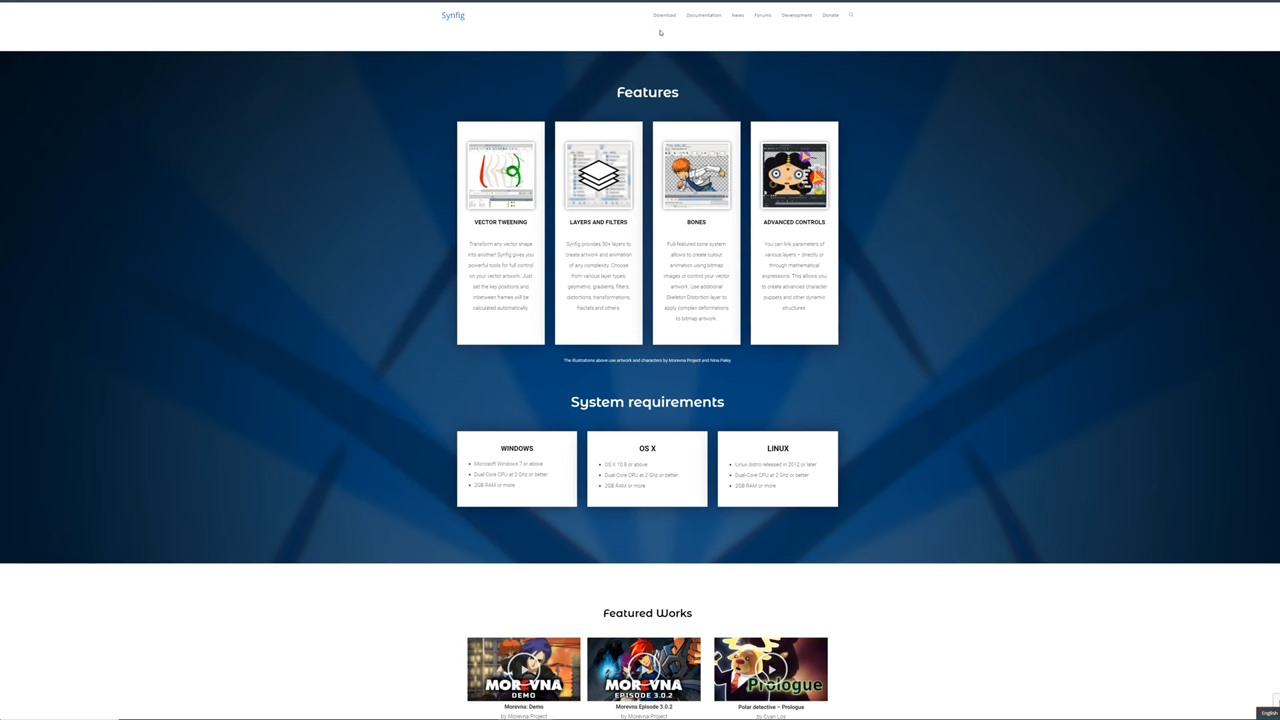 Synfig
Download Documentation News Forums Development Donate
Features
VECTOR TWEENING
Transform any vector shape
into another! Synfig gives you
powerful tools for full control
on your vector artwork. Just
set the key positions and
inbetween frames will be
calculated automatically.
LAYERS AND FILTERS
Synfig provides 50+ layers to
create artwork and animation
of any complexity. Choose
from various layer types:
geometric, gradients, filters,
distortions, transformations,
fractals and others.
BONES
Full-featured bone system
allows to create cutout
animation using bitmap
images or control your vector
artwork. Use additional
Skeleton Distortion layer to
apply complex deformations
to bitmap artwork.
ADVANCED CONTROLS
You can link parameters of
various layers – directly or
through mathematical
expressions. This allows you
to create advanced character
puppets and other dynamic
structures.
The illustrations above use artwork and characters by Morevna Project and Nina Paley
System requirements
WINDOWS
Microsoft Windows 7 or above
Dual-Core CPU at 2 Ghz or better
2GB RAM or more
OS X
OS X 10.8 or above
Dual-Core CPU at 2 Ghz or better
2GB RAM or more
LINUX
Linux distro released in 2012 or later
Dual-Core CPU at 2 Ghz or better
2GB RAM or more
Featured Works
MOREVNA
DEMO
Morevna: Demo
by Morevna Project
MOREVNA
EPISODE 3.0.2
Morevna Episode 3.0.2
by Morevna Project
Prologue
Polar detective – Prologue
by Cyan Los
English